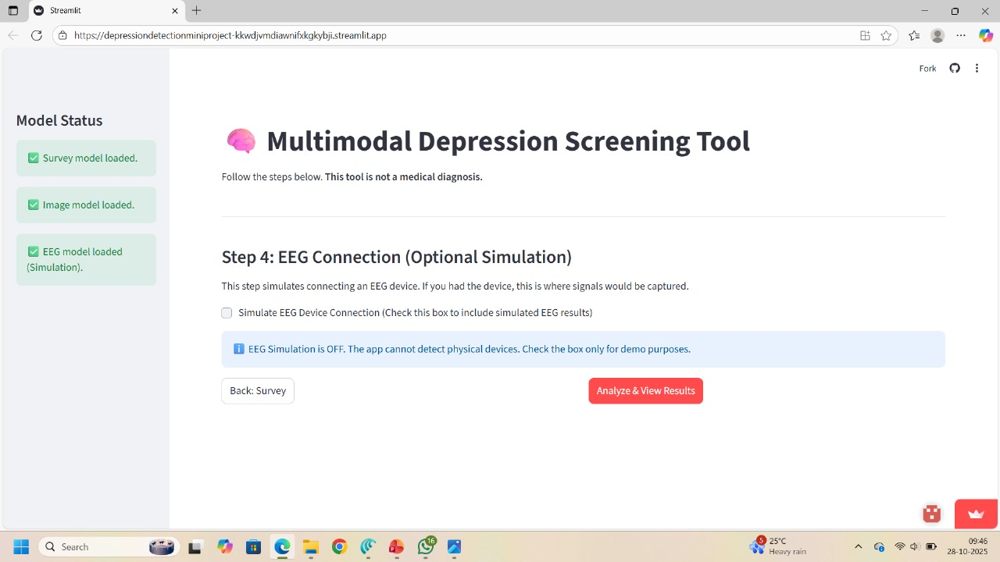 Streamlit
https://depressiondetectionminiproject-kkwdjvmdiawnifxkgkybji.streamlit.app
Fork
Model Status
✅ Survey model loaded.
✅ Image model loaded.
✅ EEG model loaded
(Simulation).
🧠 Multimodal Depression Screening Tool
Follow the steps below. This tool is not a medical diagnosis.
Step 4: EEG Connection (Optional Simulation)
This step simulates connecting an EEG device. If you had the device, this is where signals would be captured.
Simulate EEG Device Connection (Check this box to include simulated EEG results)
ℹ️ EEG Simulation is OFF. The app cannot detect physical devices. Check the box only for demo purposes.
Back: Survey
Analyze & View Results
Search
16
5
25°C
Heavy rain
09:46
28-10-2025